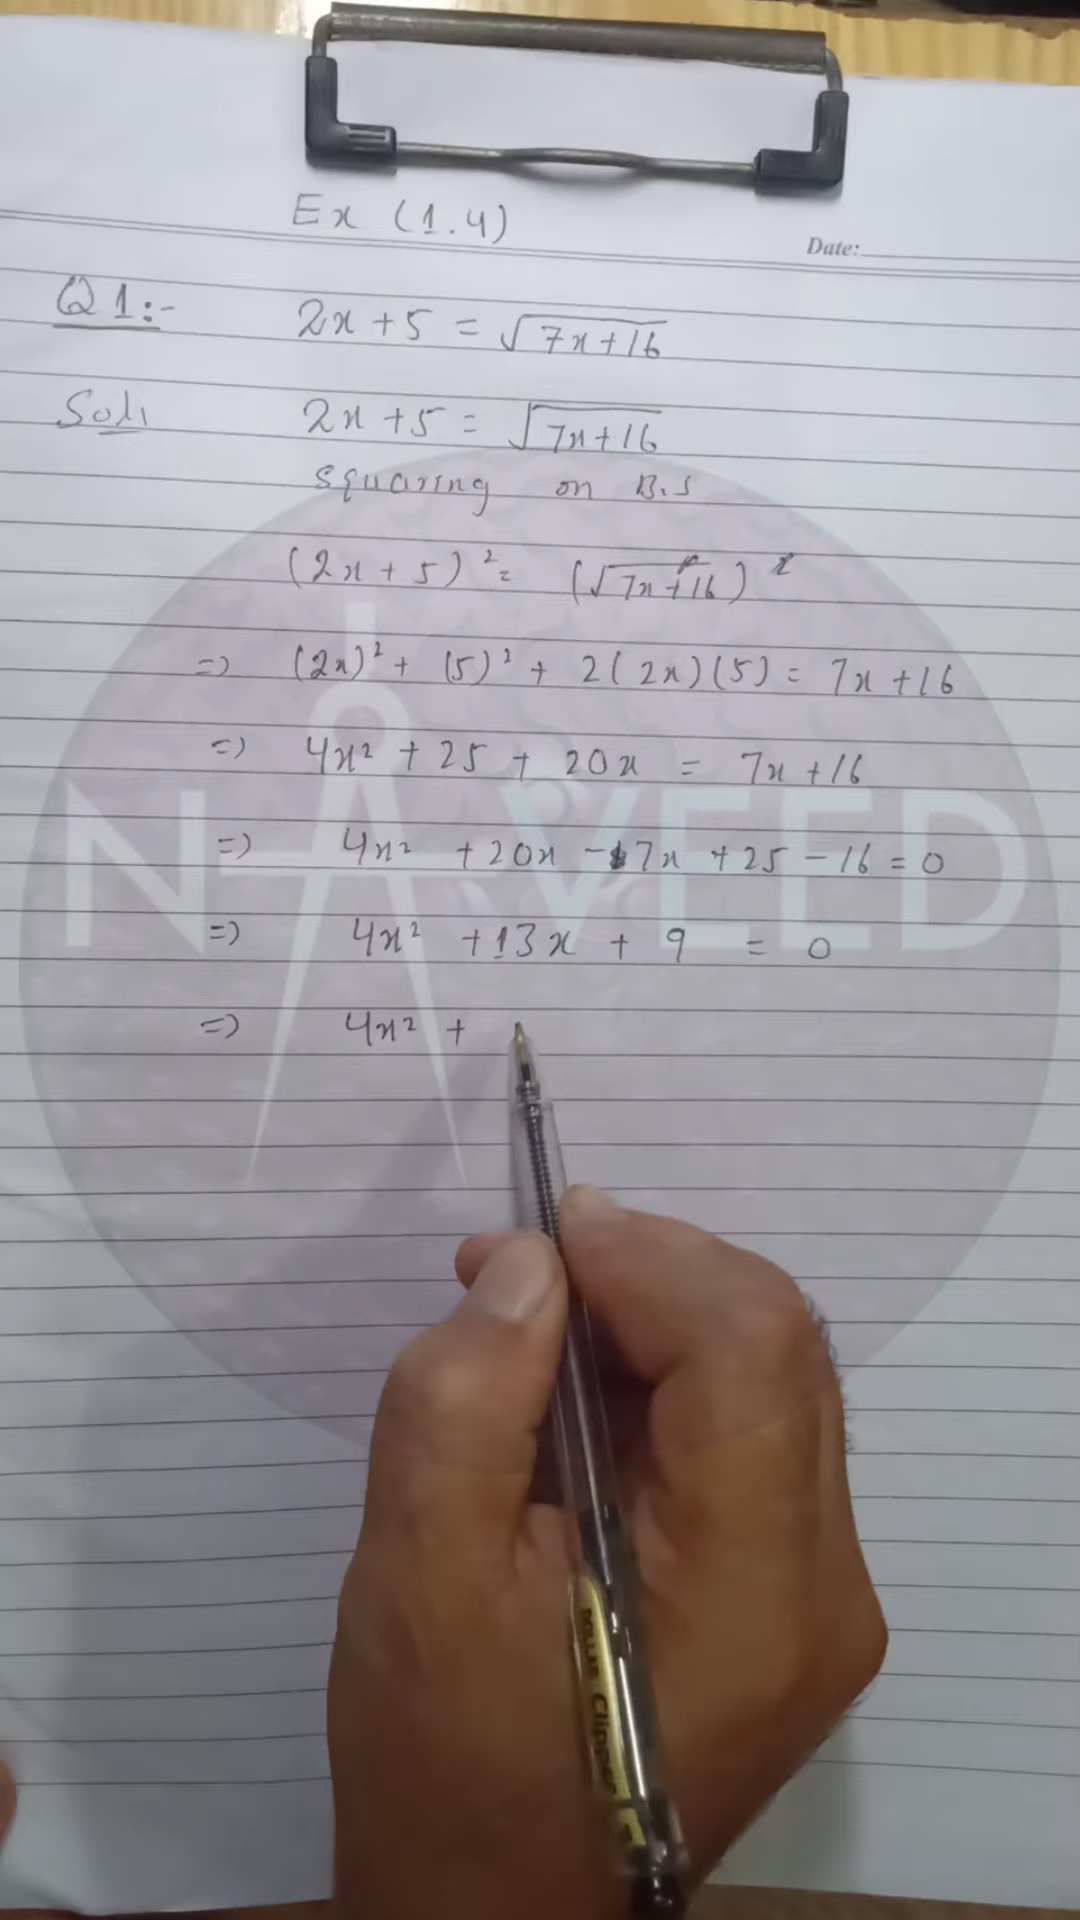 Ex (1.4)
Date:
Q1:- 2x+5 = √7x+16
Sol: 2x+5 = √7x+16
squaring on B.S
(2x+5)² = (√7x+16)²
=> (2x)² + (5)² + 2(2x)(5) = 7x+16
=> 4x² + 25 + 20x = 7x+16
=> 4x² +20x -7x +25 -16 = 0
=> 4x² +13x + 9 = 0
=> 4x² +
NAVEED
Clipper